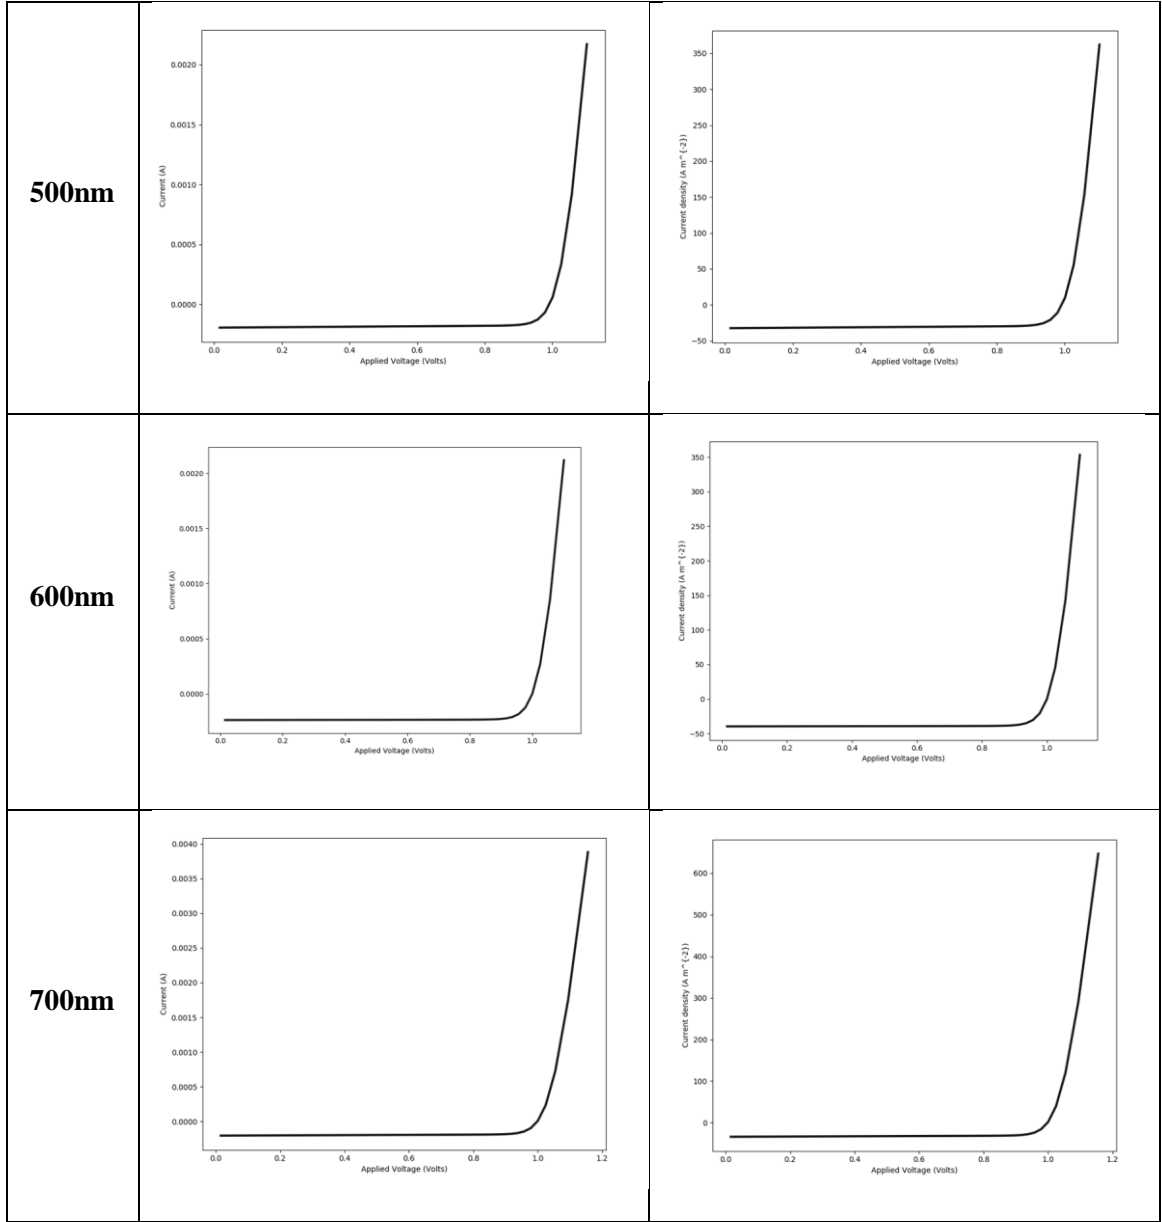 500nm
0.0020
0.0015
0.0010
0.0005
0.0000
Current (A)
0.0 0.2 0.4 0.6 0.8 1.0
Applied Voltage (Volts)
350
300
250
200
150
100
50
0
−50
Current density (A m^{-2})
0.0 0.2 0.4 0.6 0.8 1.0
Applied Voltage (Volts)
600nm
0.0020
0.0015
0.0010
0.0005
0.0000
Current (A)
0.0 0.2 0.4 0.6 0.8 1.0
Applied Voltage (Volts)
350
300
250
200
150
100
50
0
−50
Current density (A m^{-2})
0.0 0.2 0.4 0.6 0.8 1.0
Applied Voltage (Volts)
700nm
0.0040
0.0035
0.0030
0.0025
0.0020
0.0015
0.0010
0.0005
0.0000
Current (A)
0.0 0.2 0.4 0.6 0.8 1.0 1.2
Applied Voltage (Volts)
600
500
400
300
200
100
0
Current density (A m^{-2})
0.0 0.2 0.4 0.6 0.8 1.0 1.2
Applied Voltage (Volts)